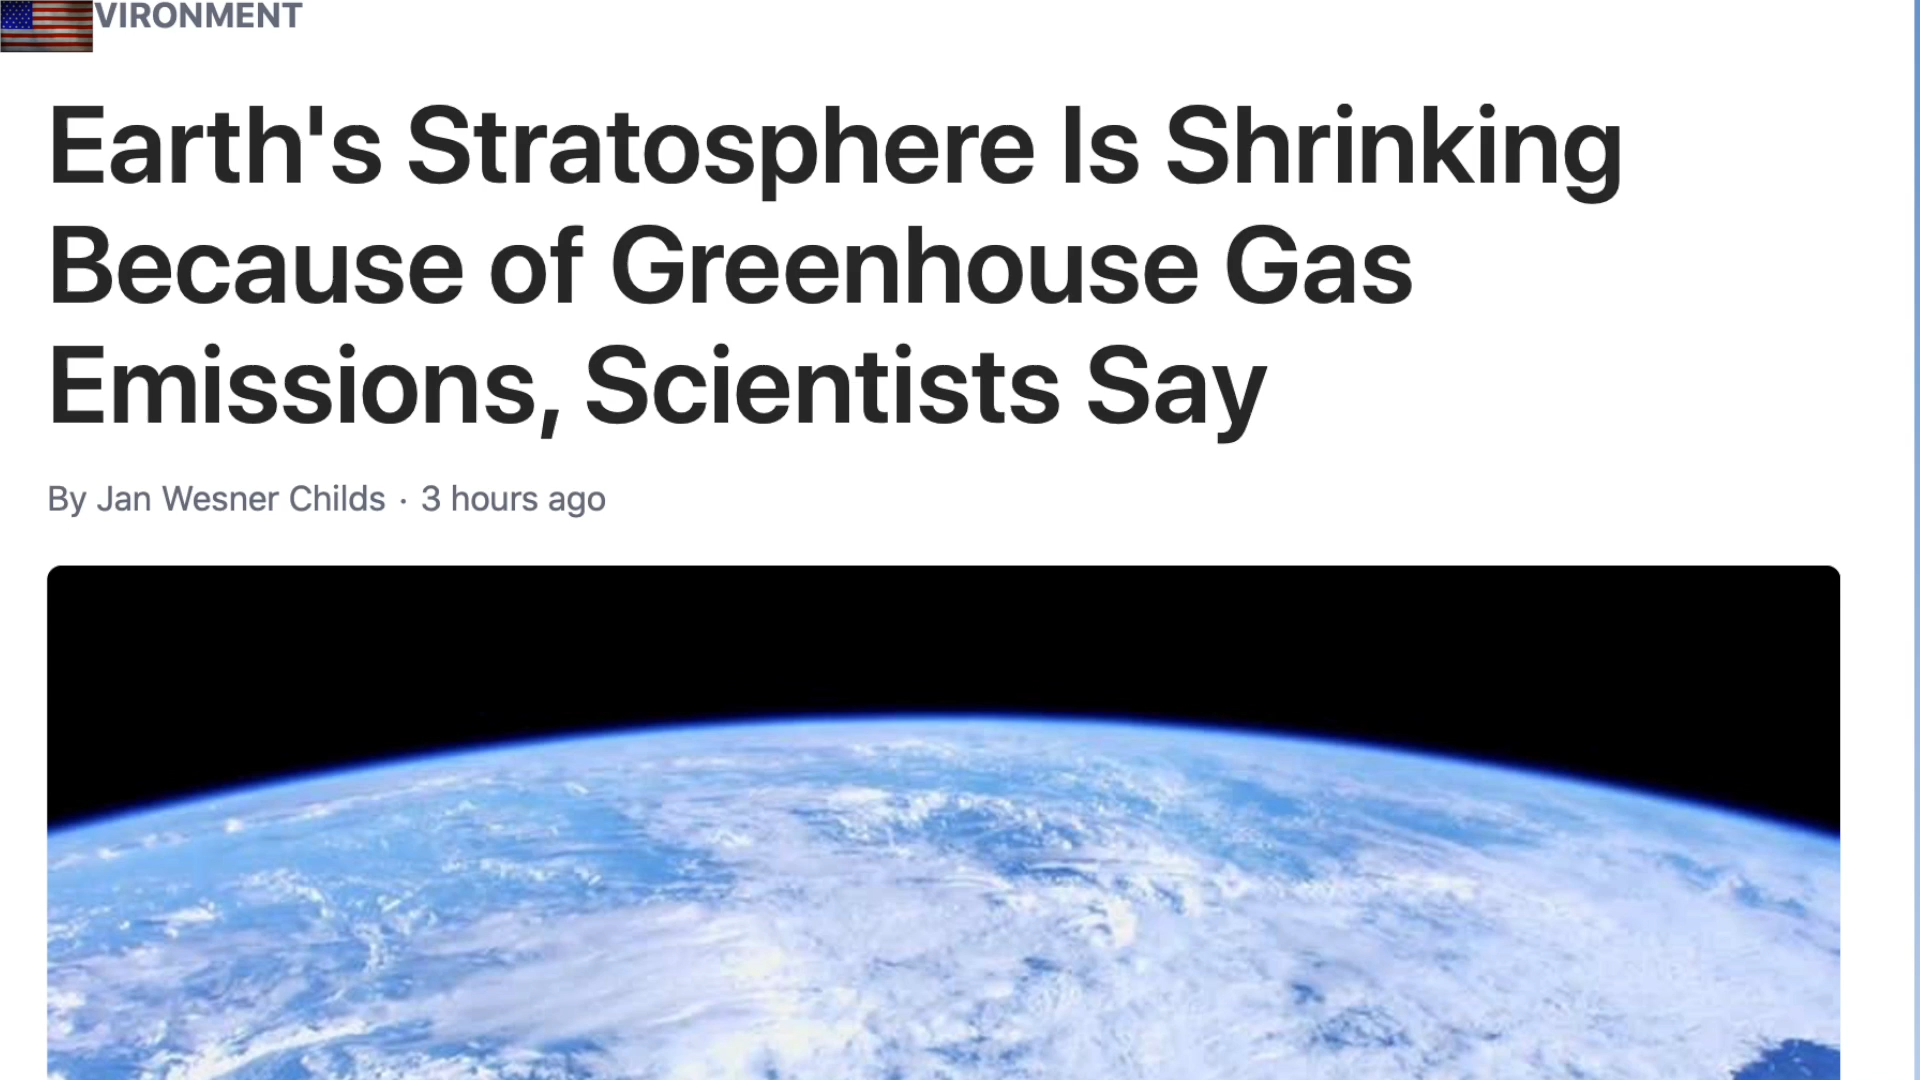 VIRONMENT
Earth's Stratosphere Is Shrinking
Because of Greenhouse Gas
Emissions, Scientists Say
By Jan Wesner Childs · 3 hours ago